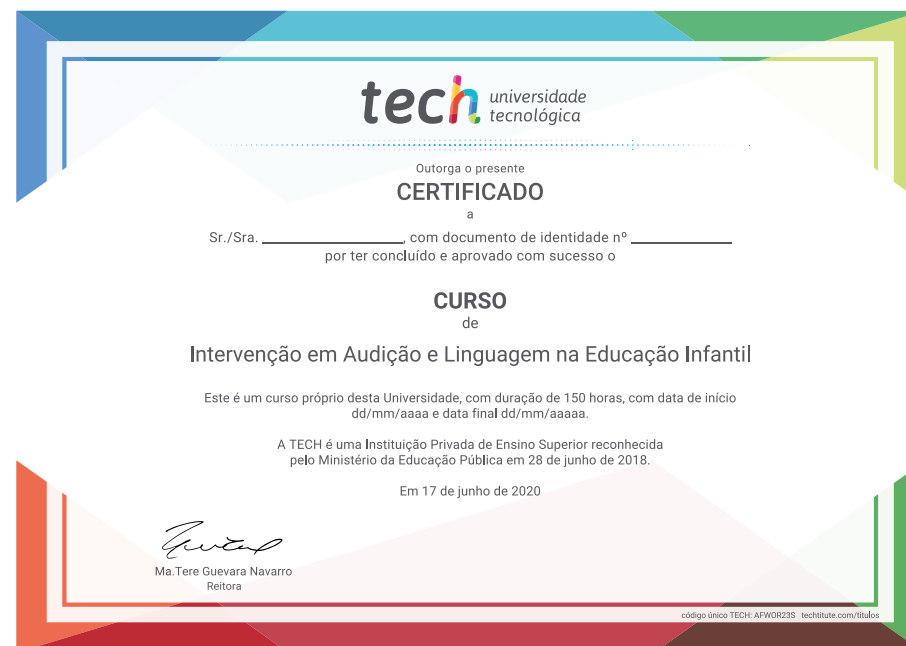 tech universidade
tecnológica
Outorga o presente
CERTIFICADO
a
Sr./Sra. ____________________, com documento de identidade nº ______________
por ter concluído e aprovado com sucesso o
CURSO
de
Intervenção em Audição e Linguagem na Educação Infantil
Este é um curso próprio desta Universidade, com duração de 150 horas, com data de início
dd/mm/aaaa e data final dd/mm/aaaaa.
A TECH é uma Instituição Privada de Ensino Superior reconhecida
pelo Ministério da Educação Pública em 28 de junho de 2018.
Em 17 de junho de 2020
Ma.Tere Guevara Navarro
Reitora
código único TECH: AFWOR23S techtitute.com/títulos